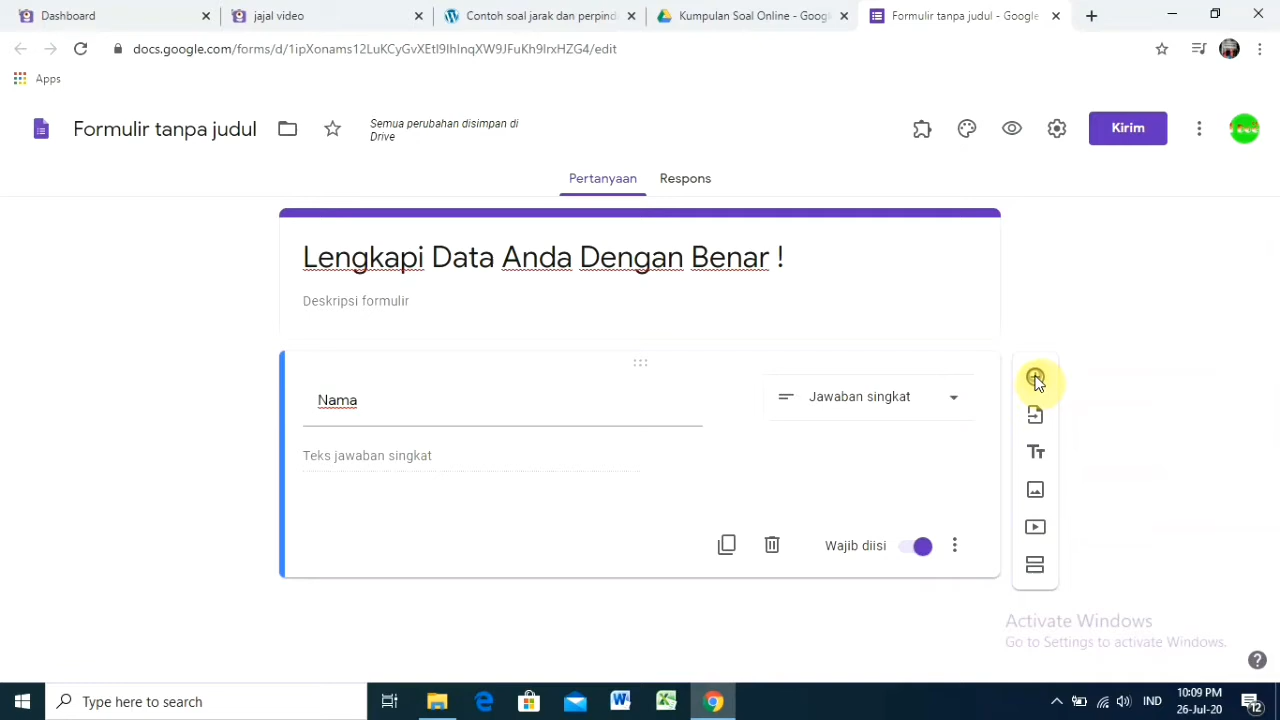 Dashboard
jajal video
Contoh soal jarak dan perpind
Kumpulan Soal Online - Goog
Formulir tanpa judul - Google
docs.google.com/forms/d/1ipXonams12LuKCyGvXEtl9IhInqXW9JFuKh9IrxHZG4/edit
Apps
Formulir tanpa judul
Semua perubahan disimpan di
Drive
Kirim
Pertanyaan
Respons
Lengkapi Data Anda Dengan Benar !
Deskripsi formulir
Nama
Jawaban singkat
Teks jawaban singkat
Wajib diisi
Activate Windows
Go to Settings to activate Windows.
Type here to search
IND
10:09 PM
26-Jul-20
12